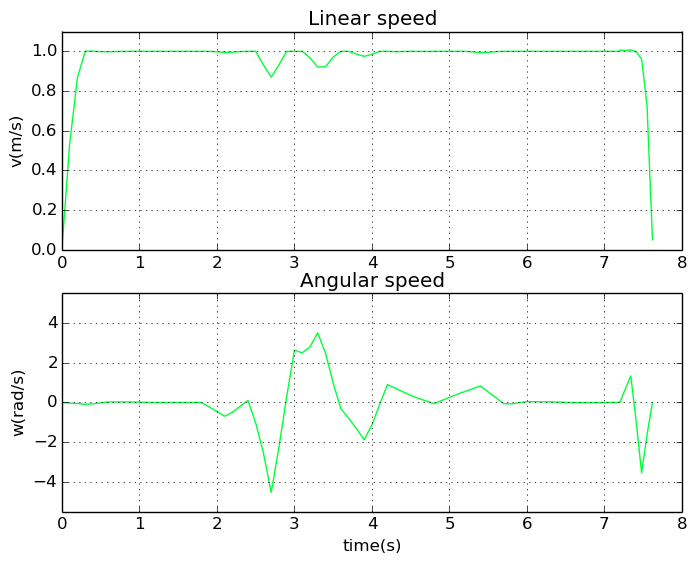 Linear speed
1.0
0.8
0.6
0.4
0.2
0.0
v(m/s)
0 1 2 3 4 5 6 7 8
Angular speed
4
2
0
−2
−4
w(rad/s)
0 1 2 3 4 5 6 7 8
time(s)